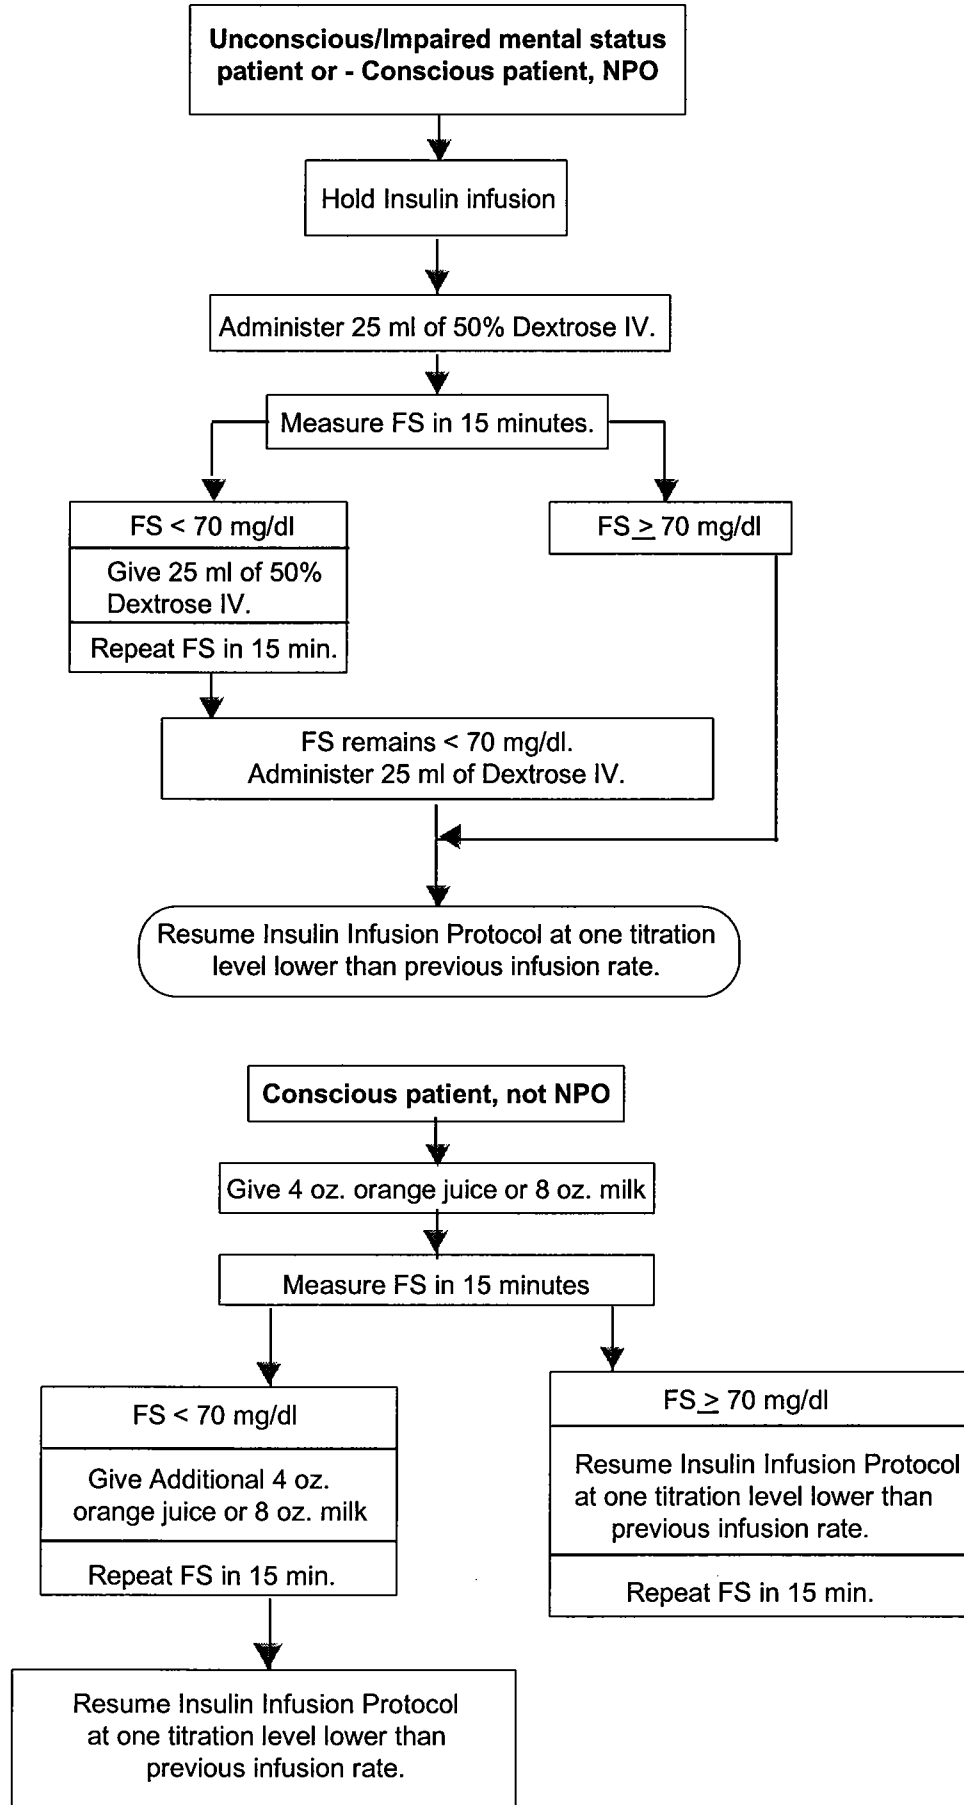 Unconscious/Impaired mental status
patient or - Conscious patient, NPO
Hold Insulin infusion
Administer 25 ml of 50% Dextrose IV.
Measure FS in 15 minutes.
FS < 70 mg/dl
Give 25 ml of 50%
Dextrose IV.
Repeat FS in 15 min.
FS ≥ 70 mg/dl
FS remains < 70 mg/dl.
Administer 25 ml of Dextrose IV.
Resume Insulin Infusion Protocol at one titration
level lower than previous infusion rate.
Conscious patient, not NPO
Give 4 oz. orange juice or 8 oz. milk
Measure FS in 15 minutes
FS < 70 mg/dl
Give Additional 4 oz.
orange juice or 8 oz. milk
Repeat FS in 15 min.
FS ≥ 70 mg/dl
Resume Insulin Infusion Protocol
at one titration level lower than
previous infusion rate.
Repeat FS in 15 min.
Resume Insulin Infusion Protocol
at one titration level lower than
previous infusion rate.